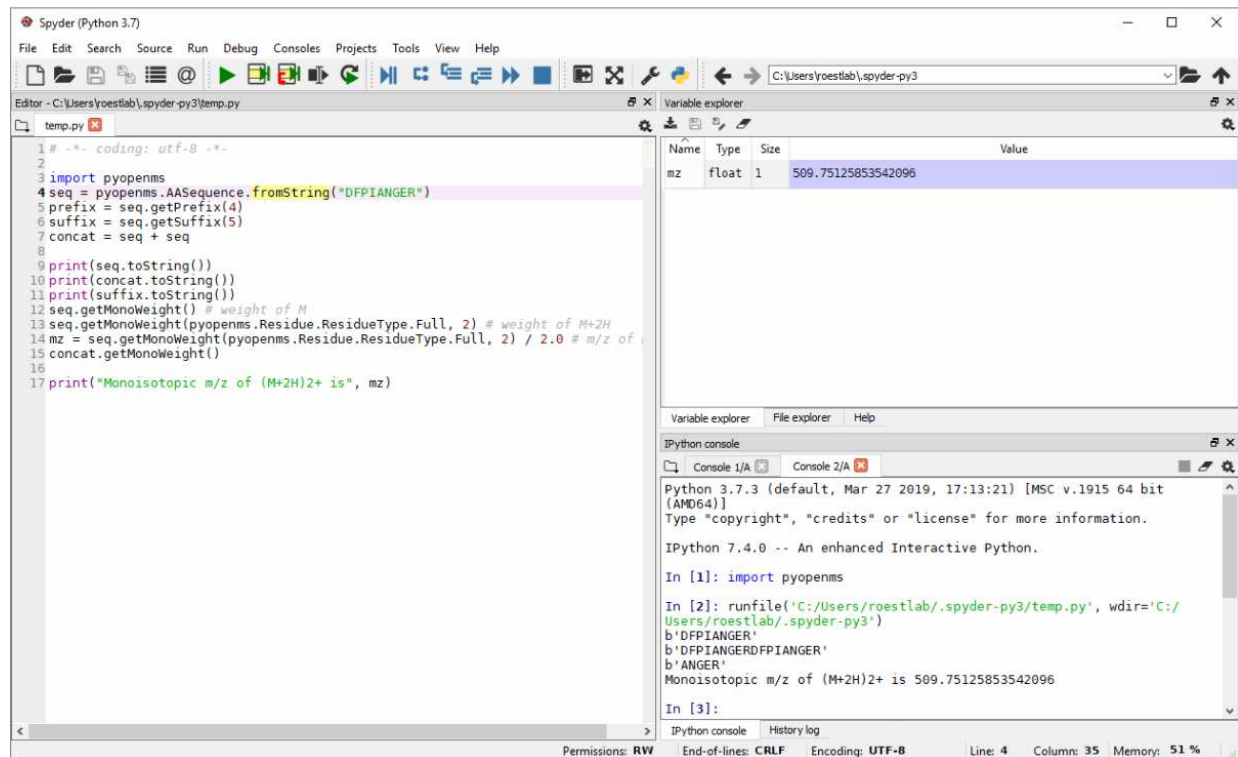 Spyder (Python 3.7)
File Edit Search Source Run Debug Consoles Projects Tools View Help
C:\Users\roestlab\.spyder-py3
Editor - C:\Users\roestlab\.spyder-py3\temp.py
temp.py
1 # -*- coding: utf-8 -*-
2
3 import pyopenms
4 seq = pyopenms.AASequence.fromString("DFPIANGER")
5 prefix = seq.getPrefix(4)
6 suffix = seq.getSuffix(5)
7 concat = seq + seq
8
9 print(seq.toString())
10 print(concat.toString())
11 print(suffix.toString())
12 seq.getMonoWeight() # weight of M
13 seq.getMonoWeight(pyopenms.Residue.ResidueType.Full, 2) # weight of M+2H
14 mz = seq.getMonoWeight(pyopenms.Residue.ResidueType.Full, 2) / 2.0 # m/z of
15 concat.getMonoWeight()
16
17 print("Monoisotopic m/z of (M+2H)2+ is", mz)
Variable explorer
Name Type Size Value
mz float 1 509.75125853542096
Variable explorer File explorer Help
IPython console
Console 1/A Console 2/A
Python 3.7.3 (default, Mar 27 2019, 17:13:21) [MSC v.1915 64 bit
(AMD64)]
Type "copyright", "credits" or "license" for more information.
IPython 7.4.0 -- An enhanced Interactive Python.
In [1]: import pyopenms
In [2]: runfile('C:/Users/roestlab/.spyder-py3/temp.py', wdir='C:/
Users/roestlab/.spyder-py3')
b'DFPIANGER'
b'DFPIANGERDFPIANGER'
b'ANGER'
Monoisotopic m/z of (M+2H)2+ is 509.75125853542096
In [3]:
IPython console History log
Permissions: RW End-of-lines: CRLF Encoding: UTF-8 Line: 4 Column: 35 Memory: 51 %